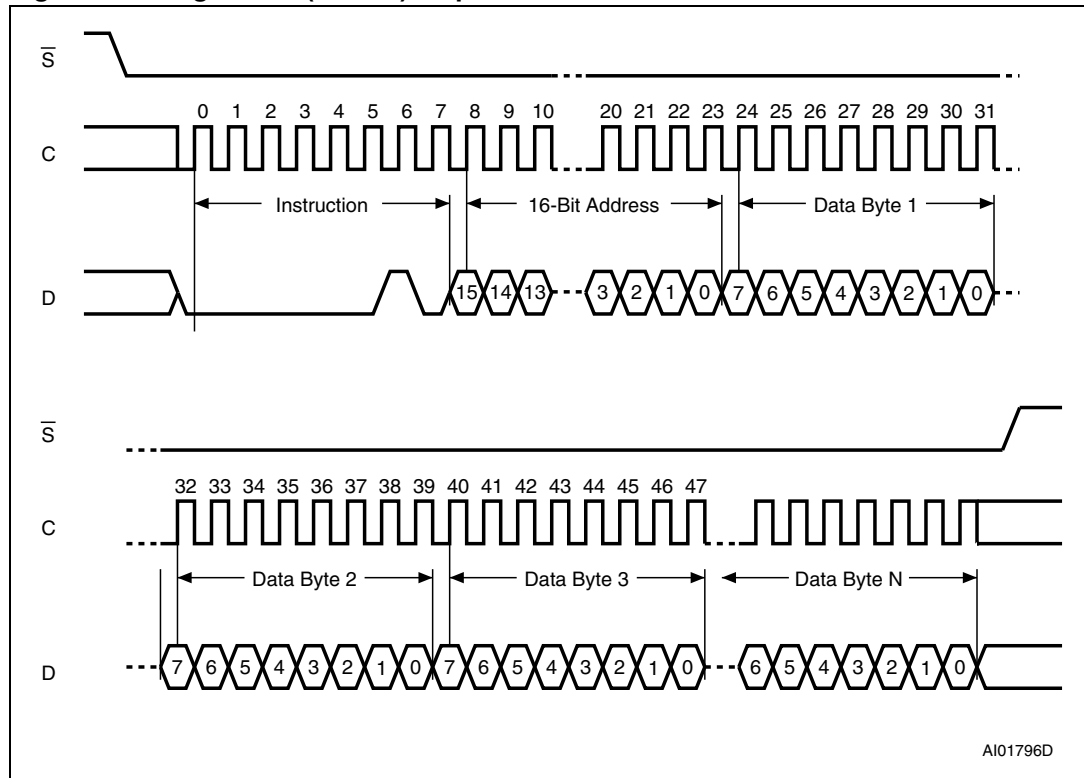 S̅
0 1 2 3 4 5 6 7 8 9 10 20 21 22 23 24 25 26 27 28 29 30 31
C
Instruction 16-Bit Address Data Byte 1
D
15 14 13 3 2 1 0 7 6 5 4 3 2 1 0
S̅
32 33 34 35 36 37 38 39 40 41 42 43 44 45 46 47
C
Data Byte 2 Data Byte 3 Data Byte N
D
7 6 5 4 3 2 1 0 7 6 5 4 3 2 1 0 6 5 4 3 2 1 0
AI01796D